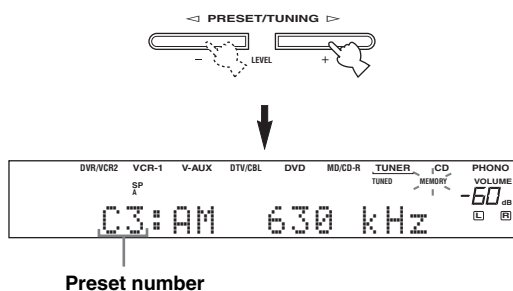 ◁ PRESET/TUNING ▷
– LEVEL +
DVR/VCR2 VCR-1 V-AUX DTV/CBL DVD MD/CD-R TUNER CD PHONO
SP TUNED MEMORY VOLUME
A
-60 dB
C3:AM 630 kHz L R
Preset number